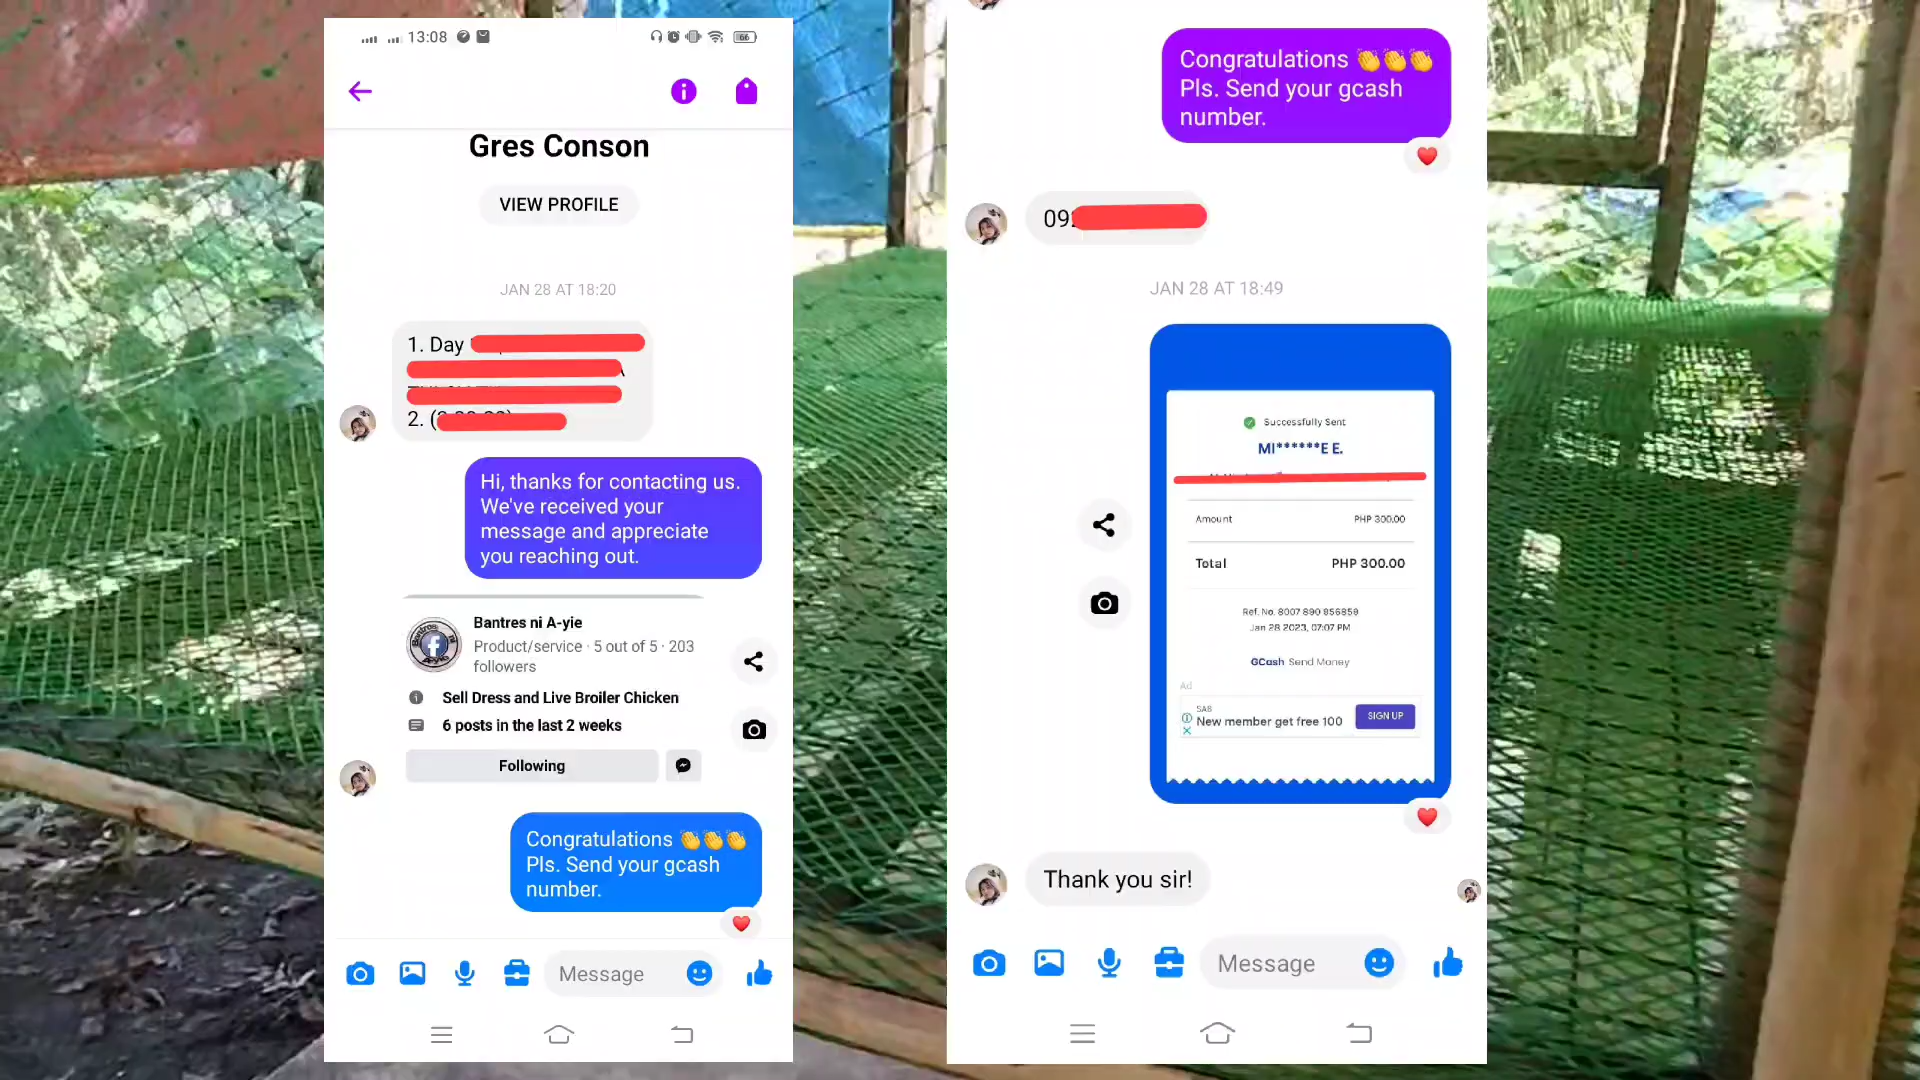 13:08
66
Gres Conson
VIEW PROFILE
JAN 28 AT 18:20
1. Day
2. (
Hi, thanks for contacting us.
We've received your
message and appreciate
you reaching out.
Bantres ni A-yie
Product/service · 5 out of 5 · 203
followers
Sell Dress and Live Broiler Chicken
6 posts in the last 2 weeks
Following
Congratulations 👏👏👏
Pls. Send your gcash
number.
Message
Congratulations 👏👏👏
Pls. Send your gcash
number.
09
JAN 28 AT 18:49
Successfully Sent
MI******E E.
Amount PHP 300.00
Total PHP 300.00
Ref. No. 8007 890 956859
Jan 28 2023, 07:07 PM
GCash Send Money
Ad
SAB
New member get free 100
SIGN UP
Thank you sir!
Message